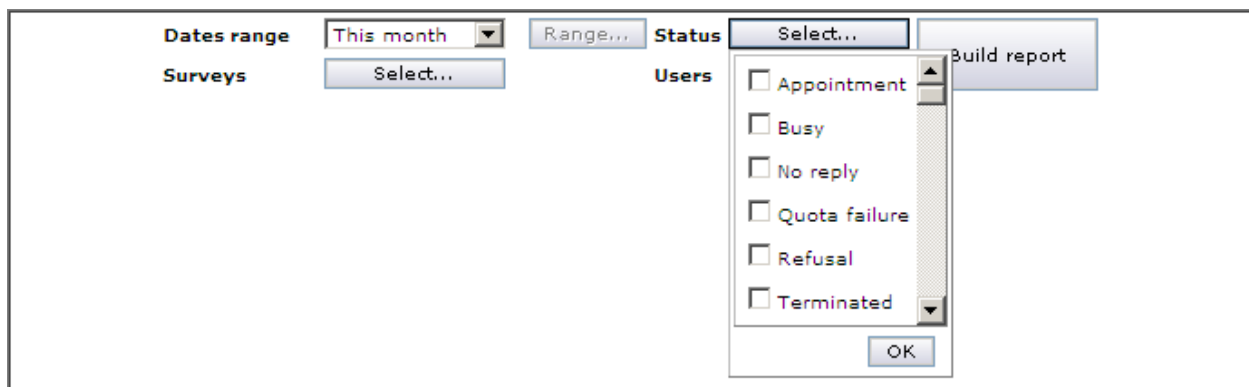 Dates range This month Range... Status Select... Build report
Surveys Select... Users
Appointment
Busy
No reply
Quota failure
Refusal
Terminated
OK